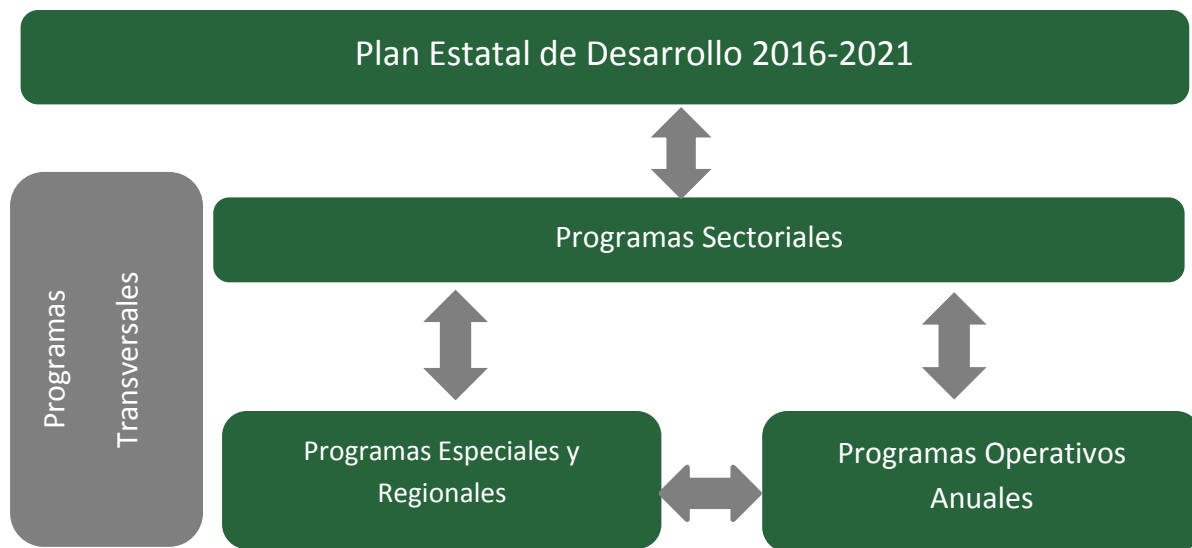 Plan Estatal de Desarrollo 2016-2021
Programas
Transversales
Programas Sectoriales
Programas Especiales y
Regionales
Programas Operativos
Anuales